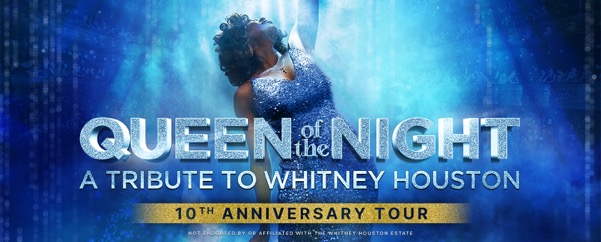 QUEEN of the NIGHT
A TRIBUTE TO WHITNEY HOUSTON
10TH ANNIVERSARY TOUR
NOT ENDORSED BY OR AFFILIATED WITH THE WHITNEY HOUSTON ESTATE